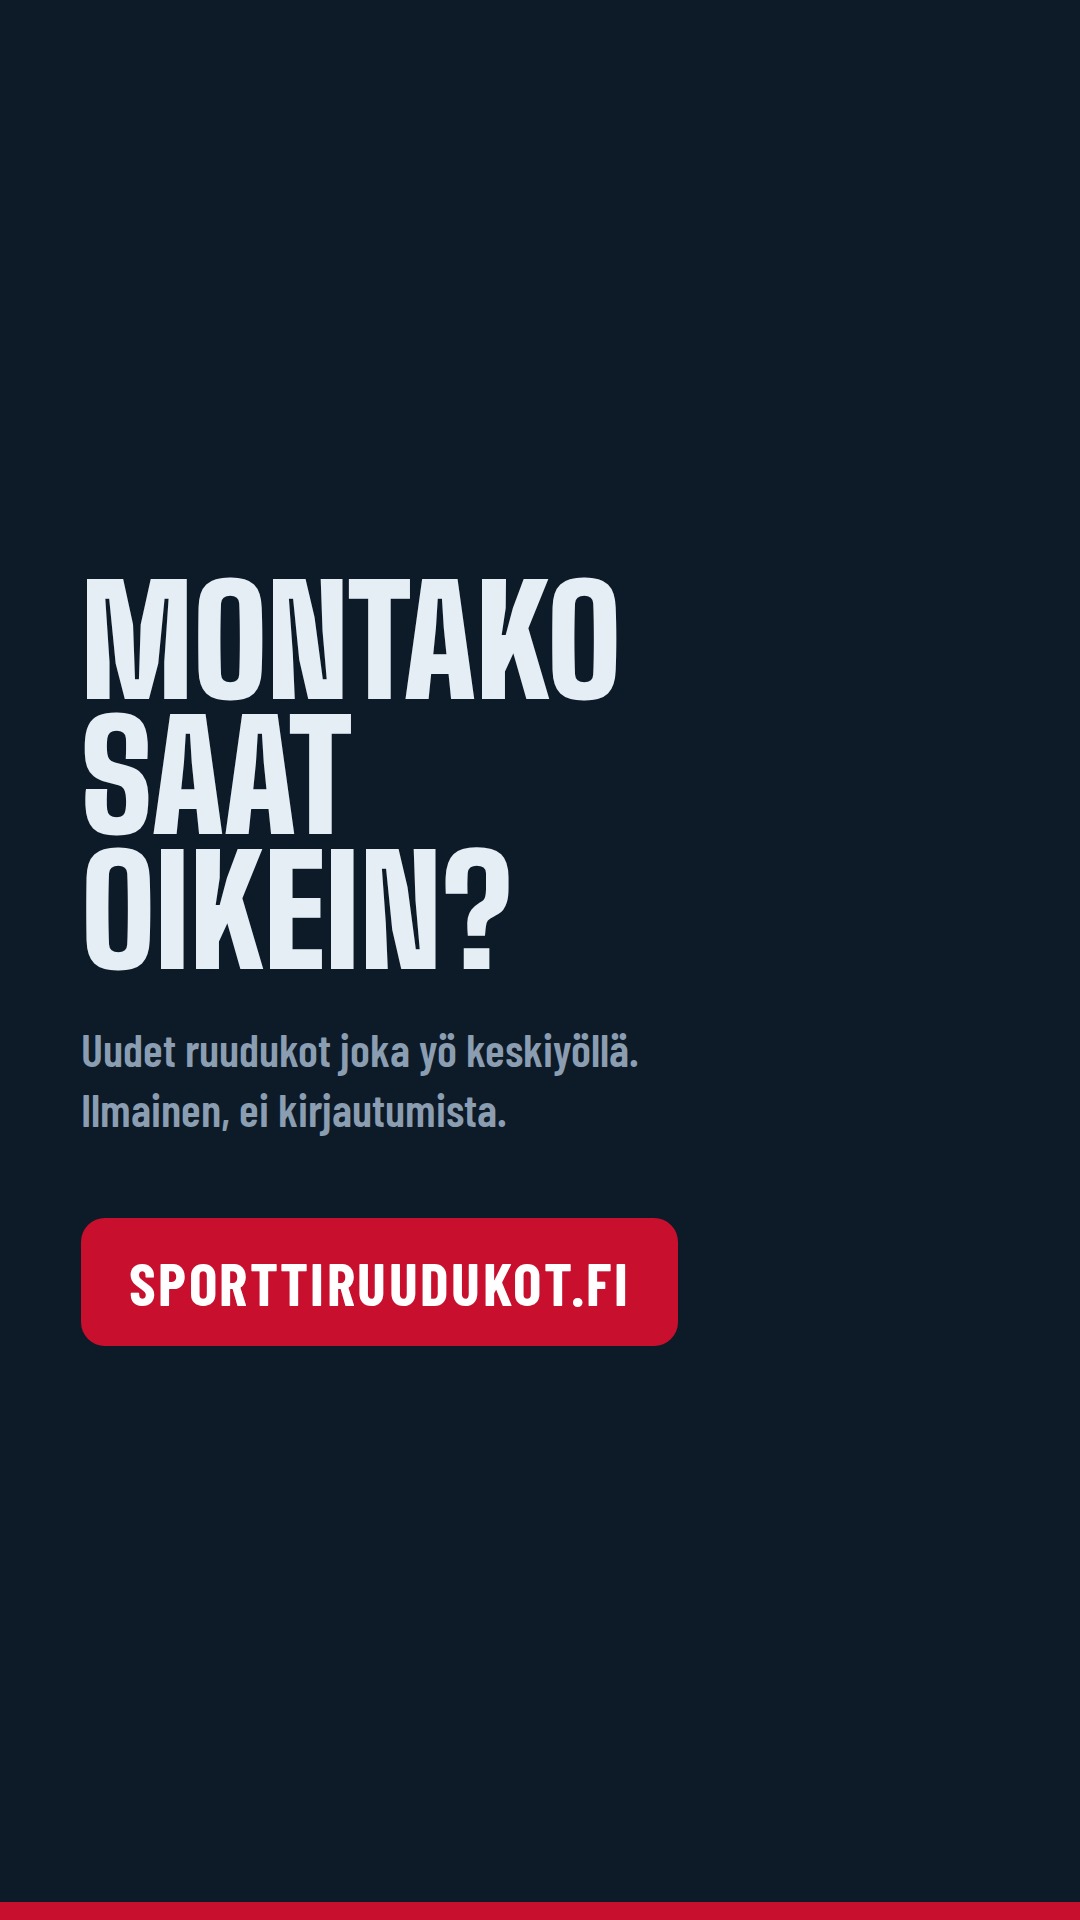 MONTAKO
SAAT
OIKEIN?
Uudet ruudukot joka yö keskiyöllä.
Ilmainen, ei kirjautumista.
SPORTTIRUUDUKOT.FI